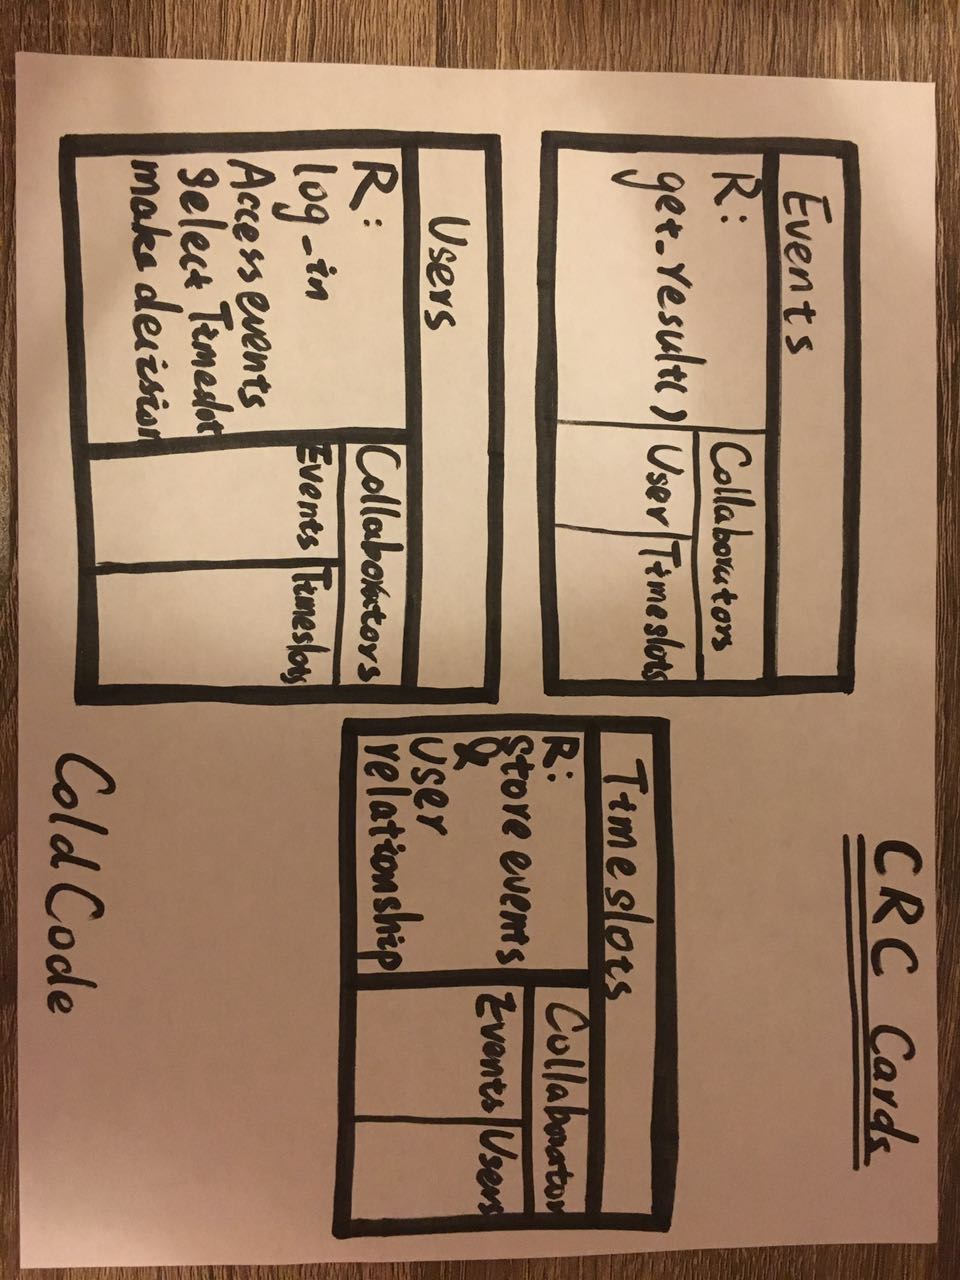 CRC Cards
Events
R:
get_result()
Collaborators
User
Timeslots
Timeslots
R:
Store events
&
user
relationship
Collaborator
Events
Users
Users
R:
log_in
Access events
Select Timeslot
make decision
Collaborators
Events
Timeslots
Cold Code